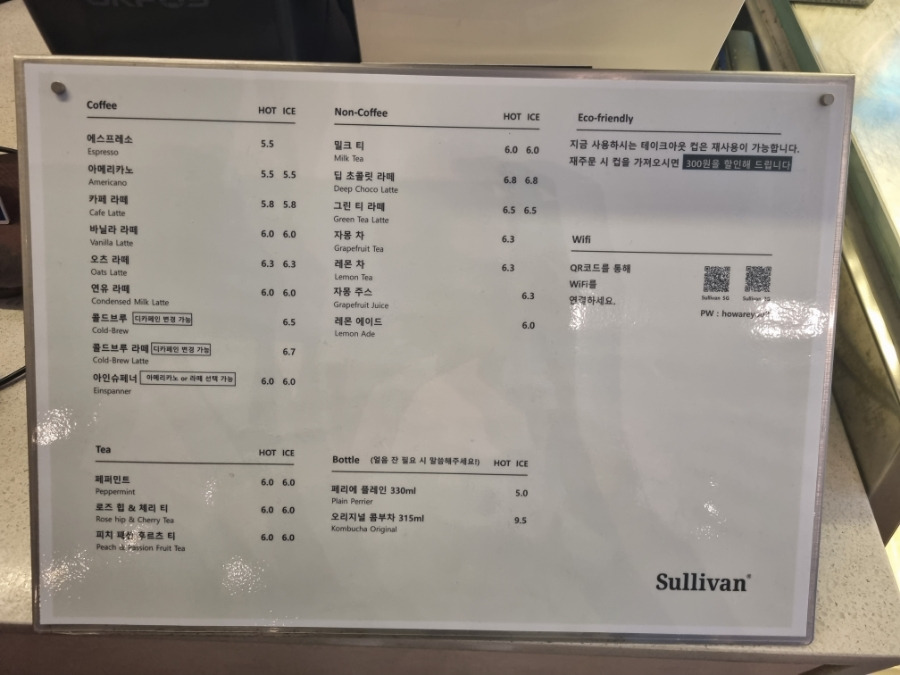 Coffee HOT ICE
에스프레소 5.5
Espresso
아메리카노 5.5 5.5
Americano
카페 라떼 5.8 5.8
Cafe Latte
바닐라 라떼 6.0 6.0
Vanilla Latte
오츠 라떼 6.3 6.3
Oats Latte
연유 라떼 6.0 6.0
Condensed Milk Latte
콜드브루 디카페인 변경 가능 6.5
Cold-Brew
콜드브루 라떼 디카페인 변경 가능 6.7
Cold-Brew Latte
아인슈페너 아메리카노 or 라떼 선택 가능 6.0 6.0
Einspanner
Tea HOT ICE
페퍼민트 6.0 6.0
Peppermint
로즈 힙 & 체리 티 6.0 6.0
Rose hip & Cherry Tea
피치 패션 후르츠 티 6.0 6.0
Peach & Passion Fruit Tea
Non-Coffee HOT ICE
밀크 티 6.0 6.0
Milk Tea
딥 초콜릿 라떼 6.8 6.8
Deep Choco Latte
그린 티 라떼 6.5 6.5
Green Tea Latte
자몽 차 6.3
Grapefruit Tea
레몬 차 6.3
Lemon Tea
자몽 주스 6.3
Grapefruit Juice
레몬 에이드 6.0
Lemon Ade
Bottle (얼음 잔 필요 시 말씀해주세요!) HOT ICE
페리에 플레인 330ml 5.0
Plain Perrier
오리지널 콤부차 315ml 9.5
Kombucha Original
Eco-friendly
지금 사용하시는 테이크아웃 컵은 재사용이 가능합니다.
재주문 시 컵을 가져오시면 300원을 할인해 드립니다
Wifi
QR코드를 통해
WiFi를
연결하세요.
Sullivan 5G Sullivan
PW :
Sullivan